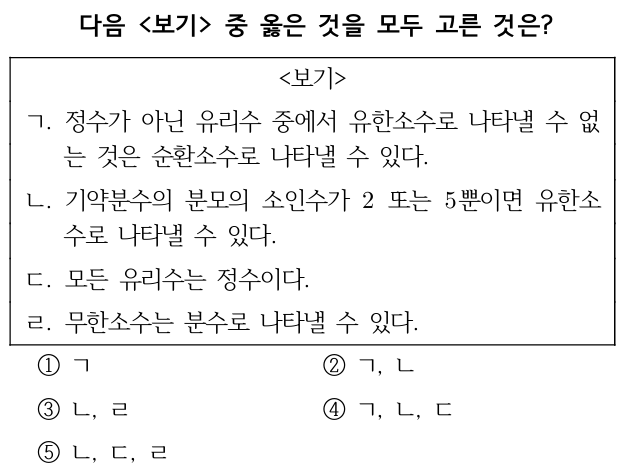 다음 <보기> 중 옳은 것을 모두 고른 것은?
<보기>
ㄱ. 정수가 아닌 유리수 중에서 유한소수로 나타낼 수 없
는 것은 순환소수로 나타낼 수 있다.
ㄴ. 기약분수의 분모의 소인수가 2 또는 5뿐이면 유한소
수로 나타낼 수 있다.
ㄷ. 모든 유리수는 정수이다.
ㄹ. 무한소수는 분수로 나타낼 수 있다.
① ㄱ ② ㄱ, ㄴ
③ ㄴ, ㄹ ④ ㄱ, ㄴ, ㄷ
⑤ ㄴ, ㄷ, ㄹ